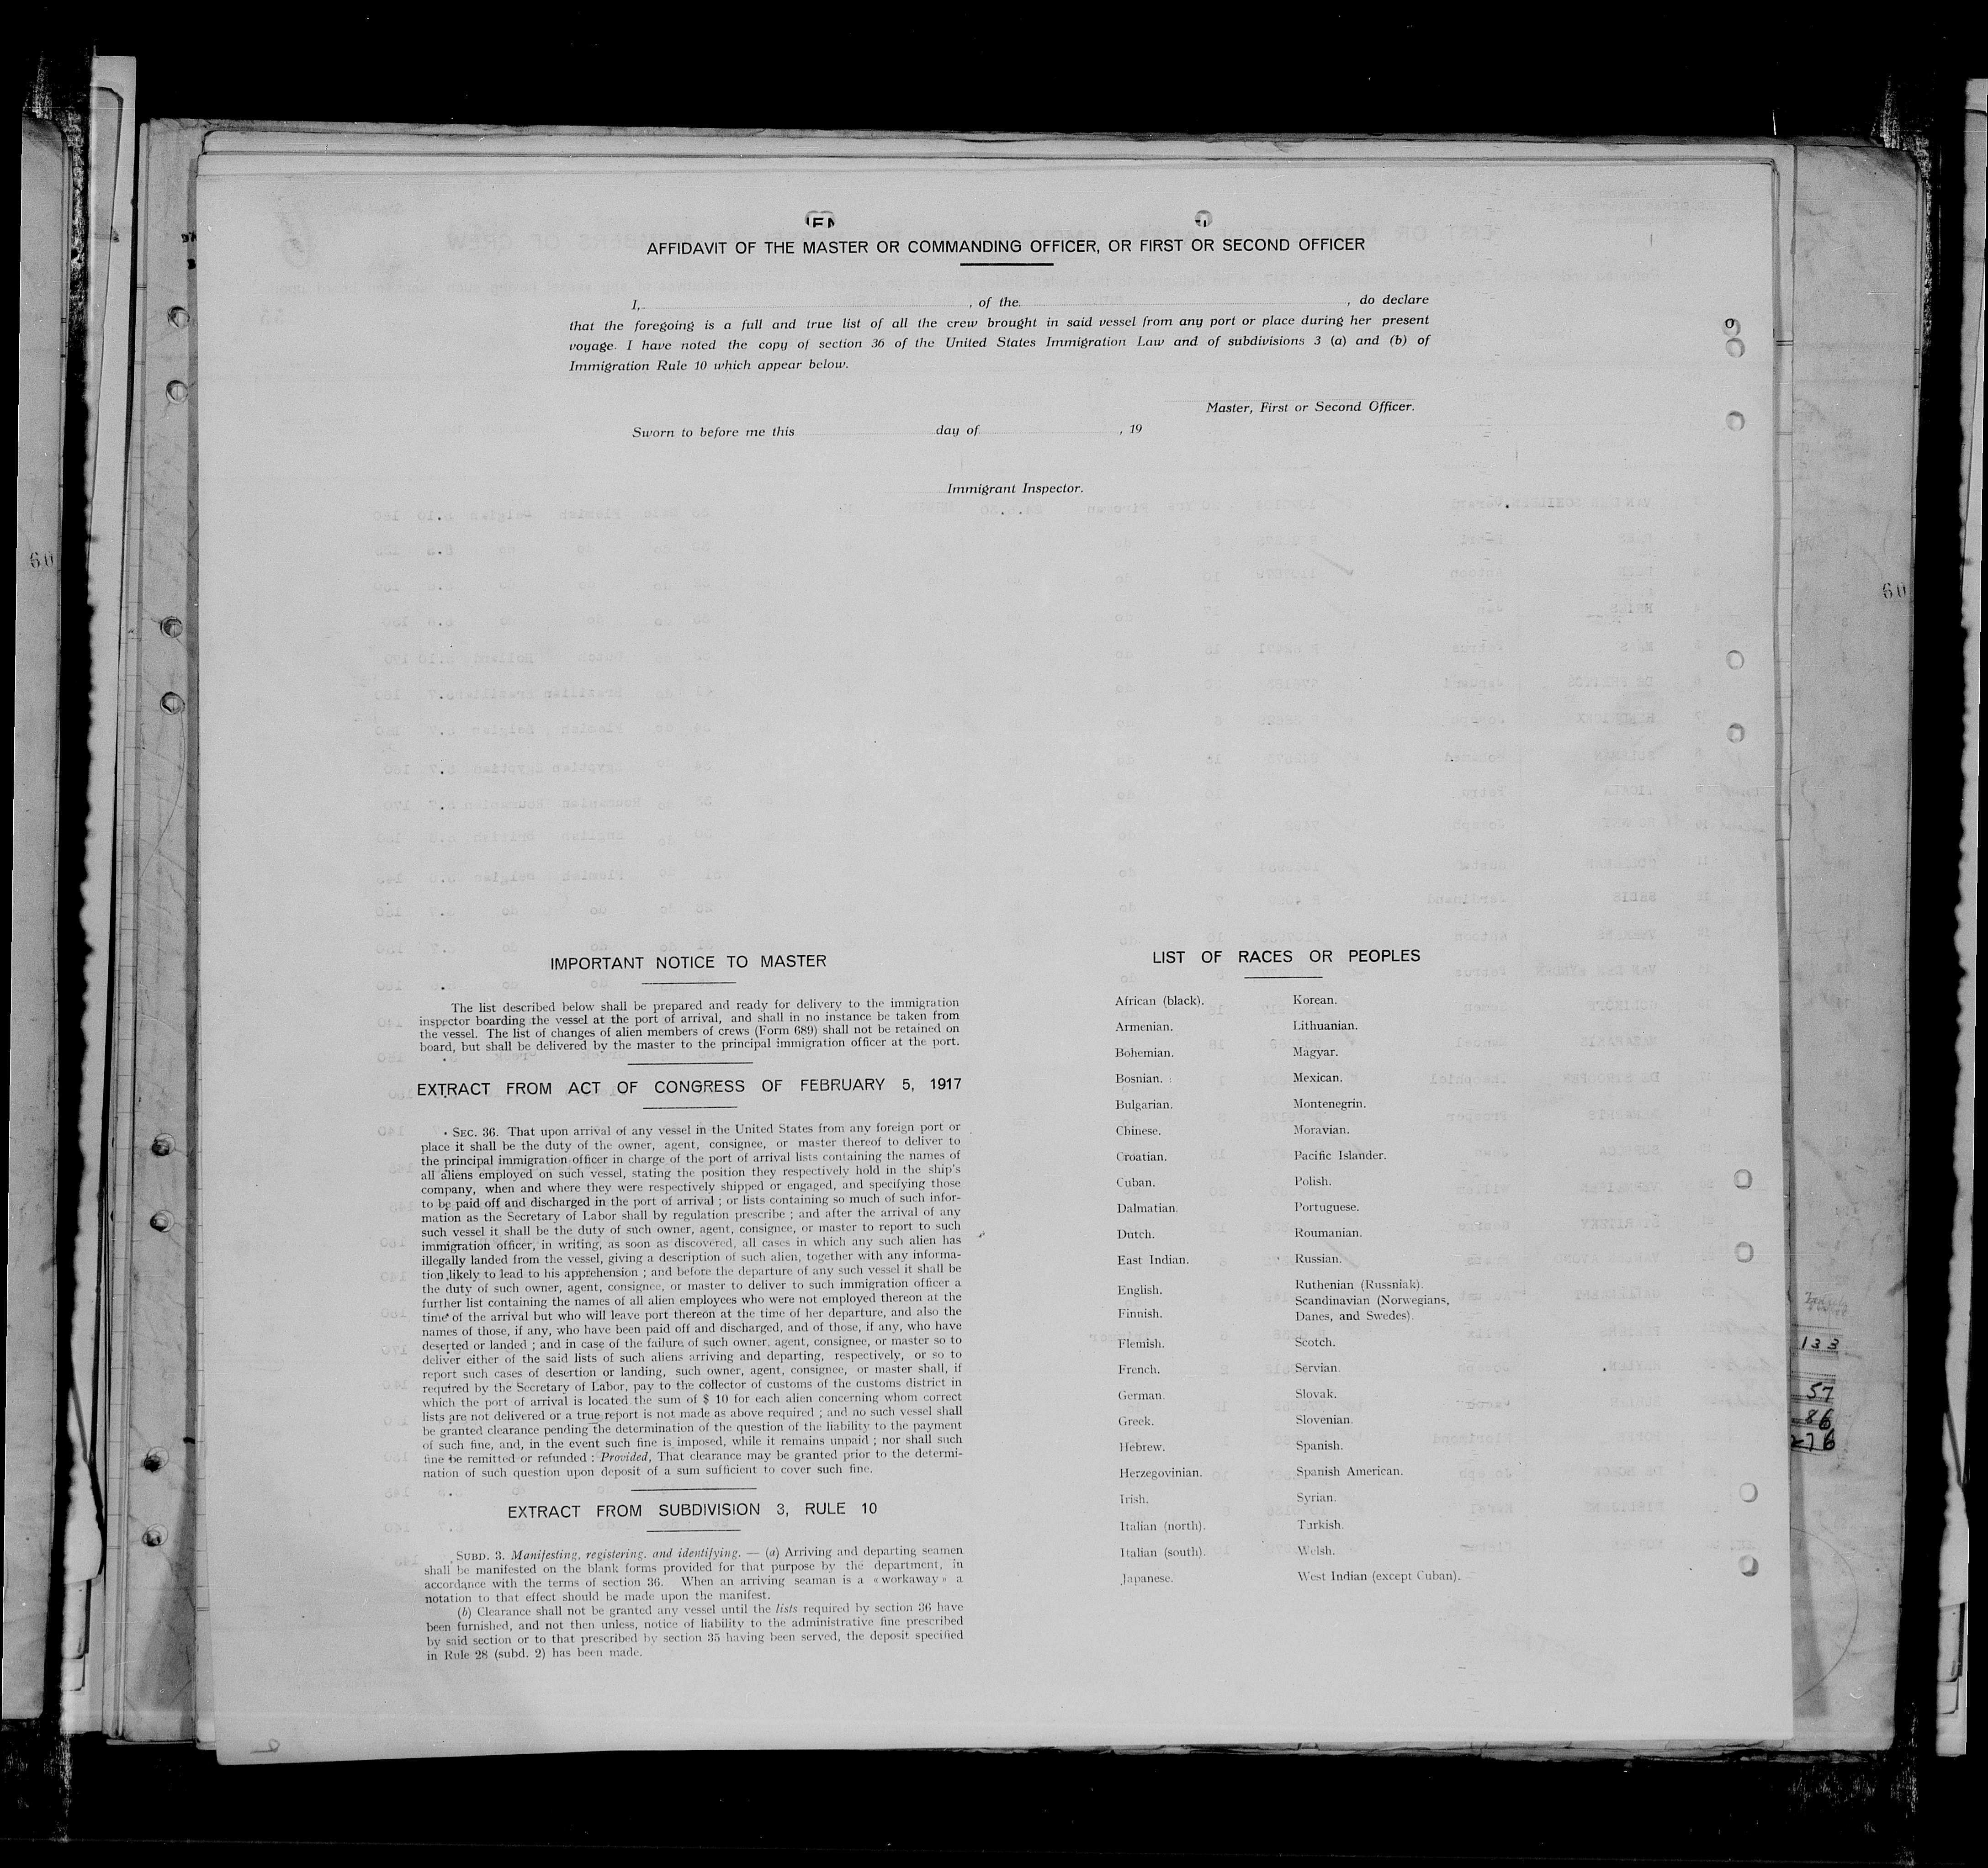 AFFIDAVIT OF THE MASTER OR COMMANDING OFFICER, OR FIRST OR SECOND OFFICER
I, , of the , do declare
that the foregoing is a full and true list of all the crew brought in said vessel from any port or place during her present
voyage. I have noted the copy of section 36 of the United States Immigration Law and of subdivisions 3 (a) and (b) of
Immigration Rule 10 which appear below.
Master, First or Second Officer.
Sworn to before me this day of , 19
Immigrant Inspector.
60
60
IMPORTANT NOTICE TO MASTER
The list described below shall be prepared and ready for delivery to the immigration
inspector boarding the vessel at the port of arrival, and shall in no instance be taken from
the vessel. The list of changes of alien members of crews (Form 689) shall not be retained on
board, but shall be delivered by the master to the principal immigration officer at the port.
EXTRACT FROM ACT OF CONGRESS OF FEBRUARY 5, 1917
SEC. 36. That upon arrival of any vessel in the United States from any foreign port or
place it shall be the duty of the owner, agent, consignee, or master thereof to deliver to
the principal immigration officer in charge of the port of arrival lists containing the names of
all aliens employed on such vessel, stating the position they respectively hold in the ship's
company, when and where they were respectively shipped or engaged, and specifying those
to be paid off and discharged in the port of arrival ; or lists containing so much of such infor-
mation as the Secretary of Labor shall by regulation prescribe ; and after the arrival of any
such vessel it shall be the duty of such owner, agent, consignee, or master to report to such
immigration officer, in writing, as soon as discovered, all cases in which any such alien has
illegally landed from the vessel, giving a description of such alien, together with any informa-
tion likely to lead to his apprehension ; and before the departure of any such vessel it shall be
the duty of such owner, agent, consignee, or master to deliver to such immigration officer a
further list containing the names of all alien employees who were not employed thereon at the
time of the arrival but who will leave port thereon at the time of her departure, and also the
names of those, if any, who have been paid off and discharged, and of those, if any, who have
deserted or landed ; and in case of the failure of such owner, agent, consignee, or master so to
deliver either of the said lists of such aliens arriving and departing, respectively, or so to
report such cases of desertion or landing, such owner, agent, consignee, or master shall, if
required by the Secretary of Labor, pay to the collector of customs of the customs district in
which the port of arrival is located the sum of $ 10 for each alien concerning whom correct
lists are not delivered or a true report is not made as above required ; and no such vessel shall
be granted clearance pending the determination of the question of the liability to the payment
of such fine, and, in the event such fine is imposed, while it remains unpaid ; nor shall such
fine be remitted or refunded : Provided, That clearance may be granted prior to the determi-
nation of such question upon deposit of a sum sufficient to cover such fine.
EXTRACT FROM SUBDIVISION 3, RULE 10
SUBD. 3. Manifesting, registering, and identifying. — (a) Arriving and departing seamen
shall be manifested on the blank forms provided for that purpose by the department, in
accordance with the terms of section 36. When an arriving seaman is a « workaway » a
notation to that effect should be made upon the manifest.
(b) Clearance shall not be granted any vessel until the lists required by section 36 have
been furnished, and not then unless, notice of liability to the administrative fine prescribed
by said section or to that prescribed by section 35 having been served, the deposit specified
in Rule 28 (subd. 2) has been made.
LIST OF RACES OR PEOPLES
African (black).
Armenian.
Bohemian.
Bosnian.
Bulgarian.
Chinese.
Croatian.
Cuban.
Dalmatian.
Dutch.
East Indian.
English.
Finnish.
Flemish.
French.
German.
Greek.
Hebrew.
Herzegovinian.
Irish.
Italian (north).
Italian (south).
Japanese.
Korean.
Lithuanian.
Magyar.
Mexican.
Montenegrin.
Moravian.
Pacific Islander.
Polish.
Portuguese.
Roumanian.
Russian.
Ruthenian (Russniak).
Scandinavian (Norwegians,
Danes, and Swedes).
Scotch.
Servian.
Slovak.
Slovenian.
Spanish.
Spanish American.
Syrian.
Turkish.
Welsh.
West Indian (except Cuban).
133
57
86
276